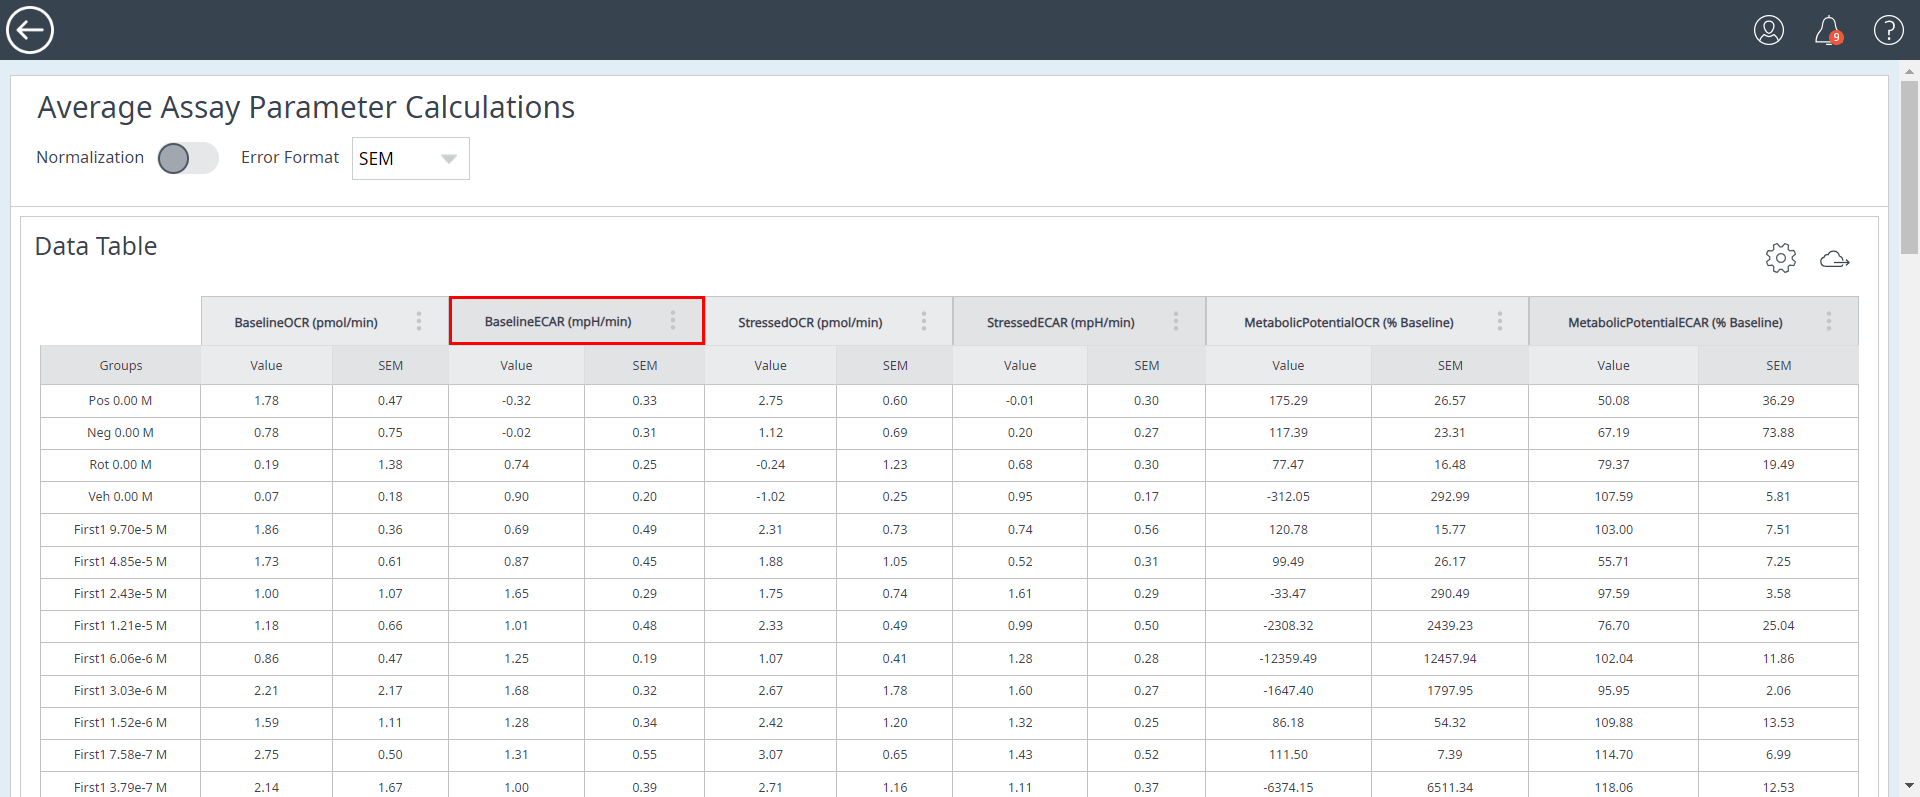 9
?
Average Assay Parameter Calculations
Normalization Error Format SEM
Data Table
BaselineOCR (pmol/min) BaselineECAR (mpH/min) StressedOCR (pmol/min) StressedECAR (mpH/min) MetabolicPotentialOCR (% Baseline) MetabolicPotentialECAR (% Baseline)
Groups Value SEM Value SEM Value SEM Value SEM Value SEM Value SEM
Pos 0.00 M 1.78 0.47 -0.32 0.33 2.75 0.60 -0.01 0.30 175.29 26.57 50.08 36.29
Neg 0.00 M 0.78 0.75 -0.02 0.31 1.12 0.69 0.20 0.27 117.39 23.31 67.19 73.88
Rot 0.00 M 0.19 1.38 0.74 0.25 -0.24 1.23 0.68 0.30 77.47 16.48 79.37 19.49
Veh 0.00 M 0.07 0.18 0.90 0.20 -1.02 0.25 0.95 0.17 -312.05 292.99 107.59 5.81
First1 9.70e-5 M 1.86 0.36 0.69 0.49 2.31 0.73 0.74 0.56 120.78 15.77 103.00 7.51
First1 4.85e-5 M 1.73 0.61 0.87 0.45 1.88 1.05 0.52 0.31 99.49 26.17 55.71 7.25
First1 2.43e-5 M 1.00 1.07 1.65 0.29 1.75 0.74 1.61 0.29 -33.47 290.49 97.59 3.58
First1 1.21e-5 M 1.18 0.66 1.01 0.48 2.33 0.49 0.99 0.50 -2308.32 2439.23 76.70 25.04
First1 6.06e-6 M 0.86 0.47 1.25 0.19 1.07 0.41 1.28 0.28 -12359.49 12457.94 102.04 11.86
First1 3.03e-6 M 2.21 2.17 1.68 0.32 2.67 1.78 1.60 0.27 -1647.40 1797.95 95.95 2.06
First1 1.52e-6 M 1.59 1.11 1.28 0.34 2.42 1.20 1.32 0.25 86.18 54.32 109.88 13.53
First1 7.58e-7 M 2.75 0.50 1.31 0.55 3.07 0.65 1.43 0.52 111.50 7.39 114.70 6.99
First1 3.79e-7 M 2.14 1.67 1.00 0.39 2.71 1.16 1.11 0.37 -6374.15 6511.34 118.06 12.53